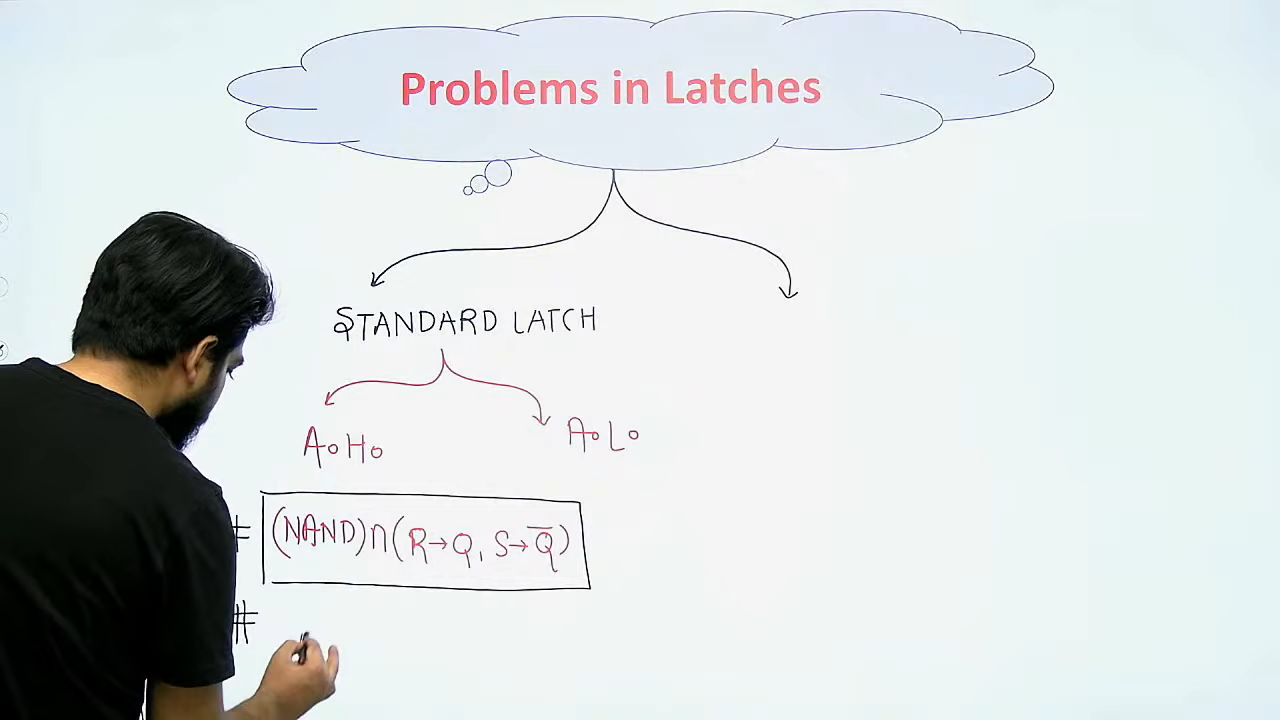 Problems in Latches
STANDARD LATCH
A∘H∘
A∘L∘
# (NAND)∩(R→Q, S→Q̅)
#